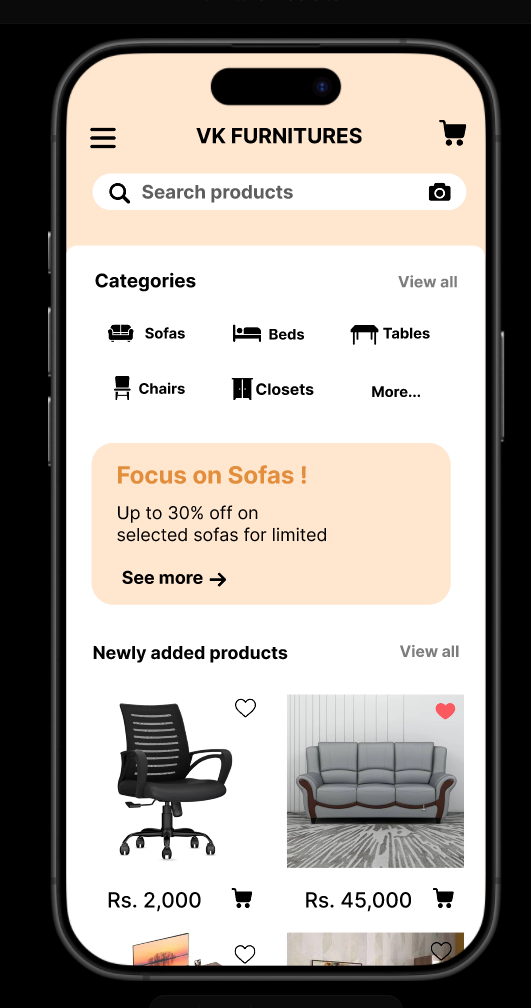 VK FURNITURES
Search products
Categories
View all
Sofas
Beds
Tables
Chairs
Closets
More...
Focus on Sofas !
Up to 30% off on
selected sofas for limited
See more →
Newly added products
View all
Rs. 2,000
Rs. 45,000